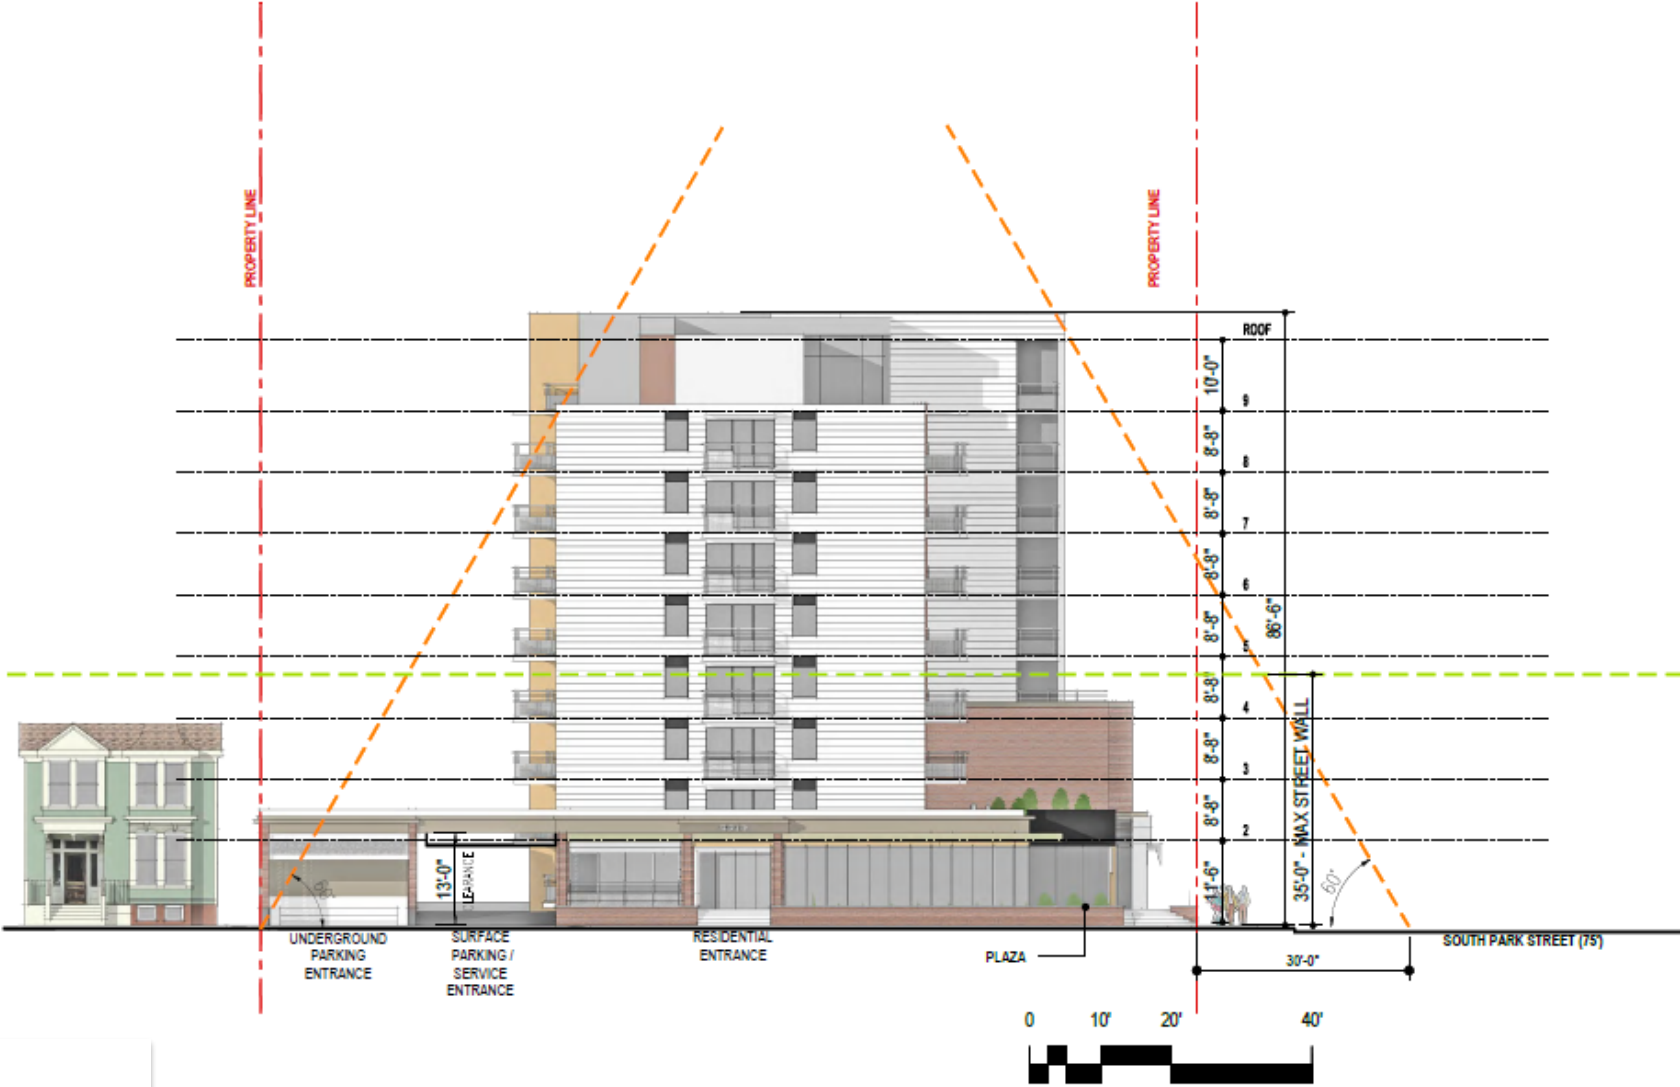 PROPERTY LINE
PROPERTY LINE
ROOF
10'-0"
9
8'-8"
8
8'-8"
7
8'-8"
6
86'-6"
8'-8"
5
8'-8"
4
35'-0" - MAX STREET WALL
8'-8"
3
8'-8"
2
11'-6"
13'-0"
CLEARANCE
60°
UNDERGROUND
PARKING
ENTRANCE
SURFACE
PARKING /
SERVICE
ENTRANCE
RESIDENTIAL
ENTRANCE
PLAZA
SOUTH PARK STREET (75')
30'-0"
0 10' 20' 40'